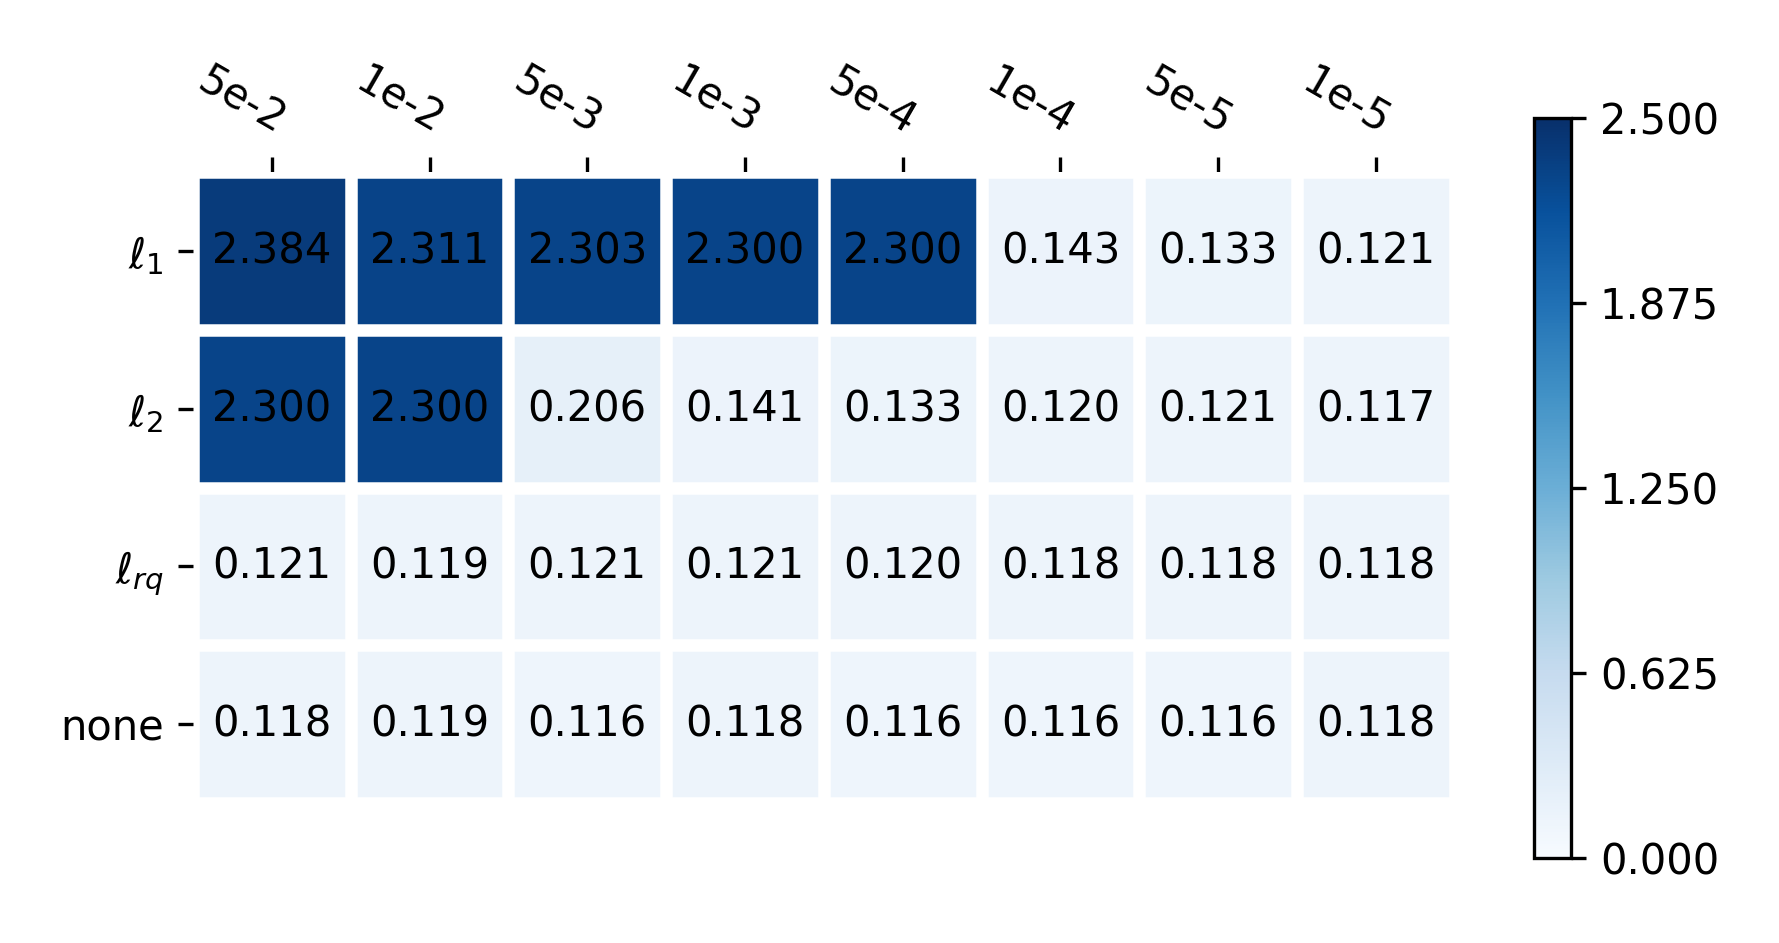 5e-2 1e-2 5e-3 1e-3 5e-4 1e-4 5e-5 1e-5
ℓ1 2.384 2.311 2.303 2.300 2.300 0.143 0.133 0.121
ℓ2 2.300 2.300 0.206 0.141 0.133 0.120 0.121 0.117
ℓrq 0.121 0.119 0.121 0.121 0.120 0.118 0.118 0.118
none 0.118 0.119 0.116 0.118 0.116 0.116 0.116 0.118
2.500
1.875
1.250
0.625
0.000